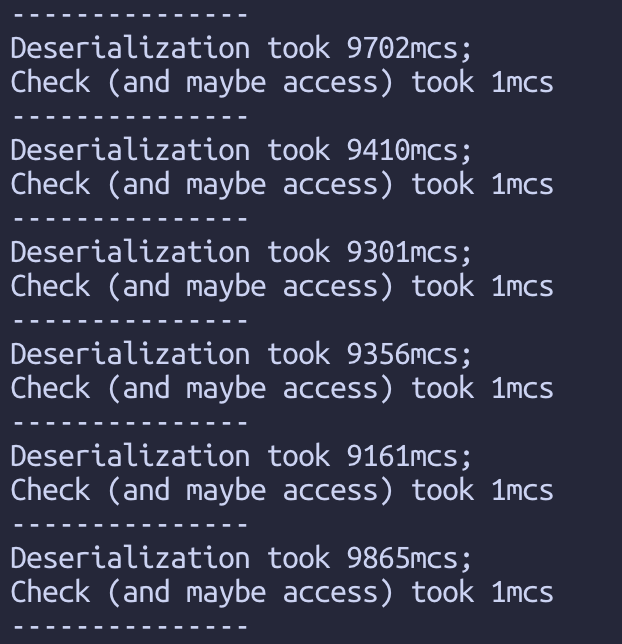 ---------------
Deserialization took 9702mcs;
Check (and maybe access) took 1mcs
---------------
Deserialization took 9410mcs;
Check (and maybe access) took 1mcs
---------------
Deserialization took 9301mcs;
Check (and maybe access) took 1mcs
---------------
Deserialization took 9356mcs;
Check (and maybe access) took 1mcs
---------------
Deserialization took 9161mcs;
Check (and maybe access) took 1mcs
---------------
Deserialization took 9865mcs;
Check (and maybe access) took 1mcs
---------------